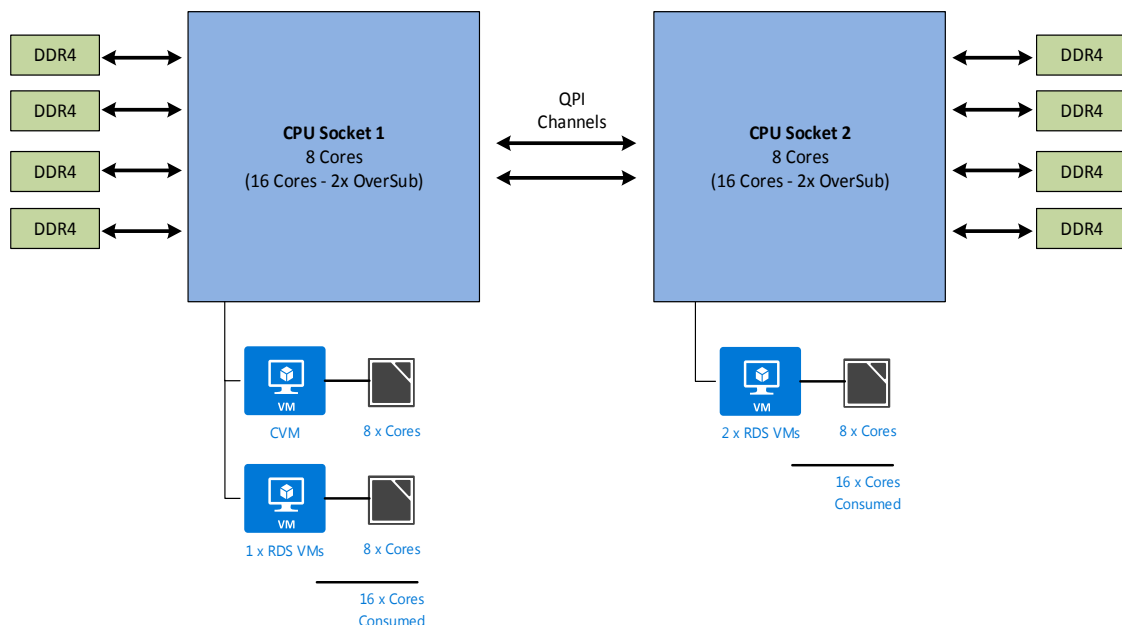 DDR4
DDR4
DDR4
DDR4
CPU Socket 1
8 Cores
(16 Cores - 2x OverSub)
QPI
Channels
CPU Socket 2
8 Cores
(16 Cores - 2x OverSub)
DDR4
DDR4
DDR4
DDR4
VM
CVM
8 x Cores
VM
1 x RDS VMs
8 x Cores
16 x Cores
Consumed
VM
2 x RDS VMs
8 x Cores
16 x Cores
Consumed